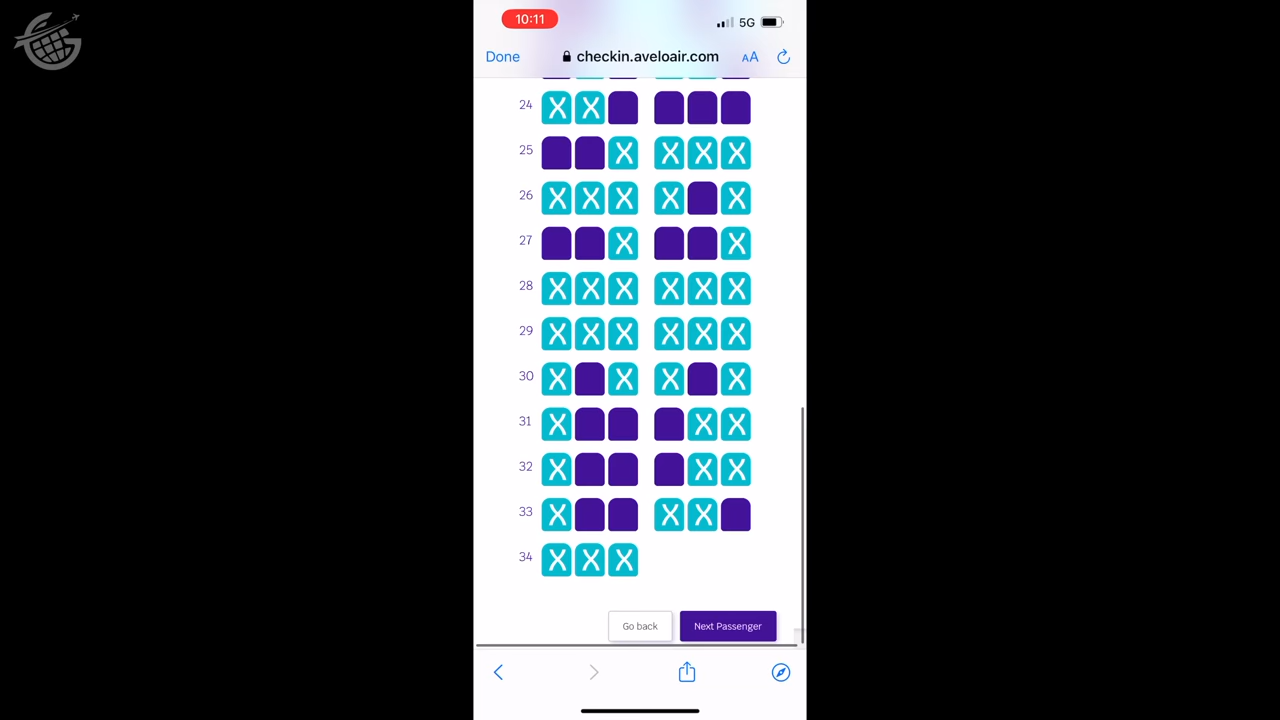 10:11
5G
Done
checkin.aveloair.com
AA
24 X X
25 X X X X
26 X X X X X
27 X X
28 X X X X X X
29 X X X X X X
30 X X X X
31 X X X
32 X X X
33 X X X
34 X X X
Go back
Next Passenger